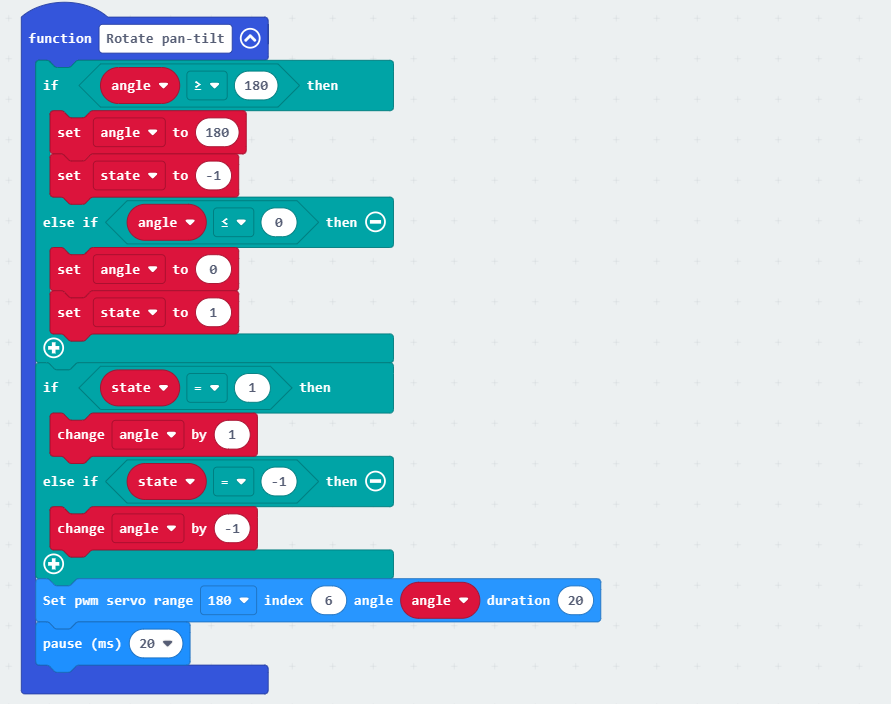 function Rotate pan-tilt
if angle ≥ 180 then
set angle to 180
set state to -1
else if angle ≤ 0 then
set angle to 0
set state to 1
if state = 1 then
change angle by 1
else if state = -1 then
change angle by -1
Set pwm servo range 180 index 6 angle angle duration 20
pause (ms) 20